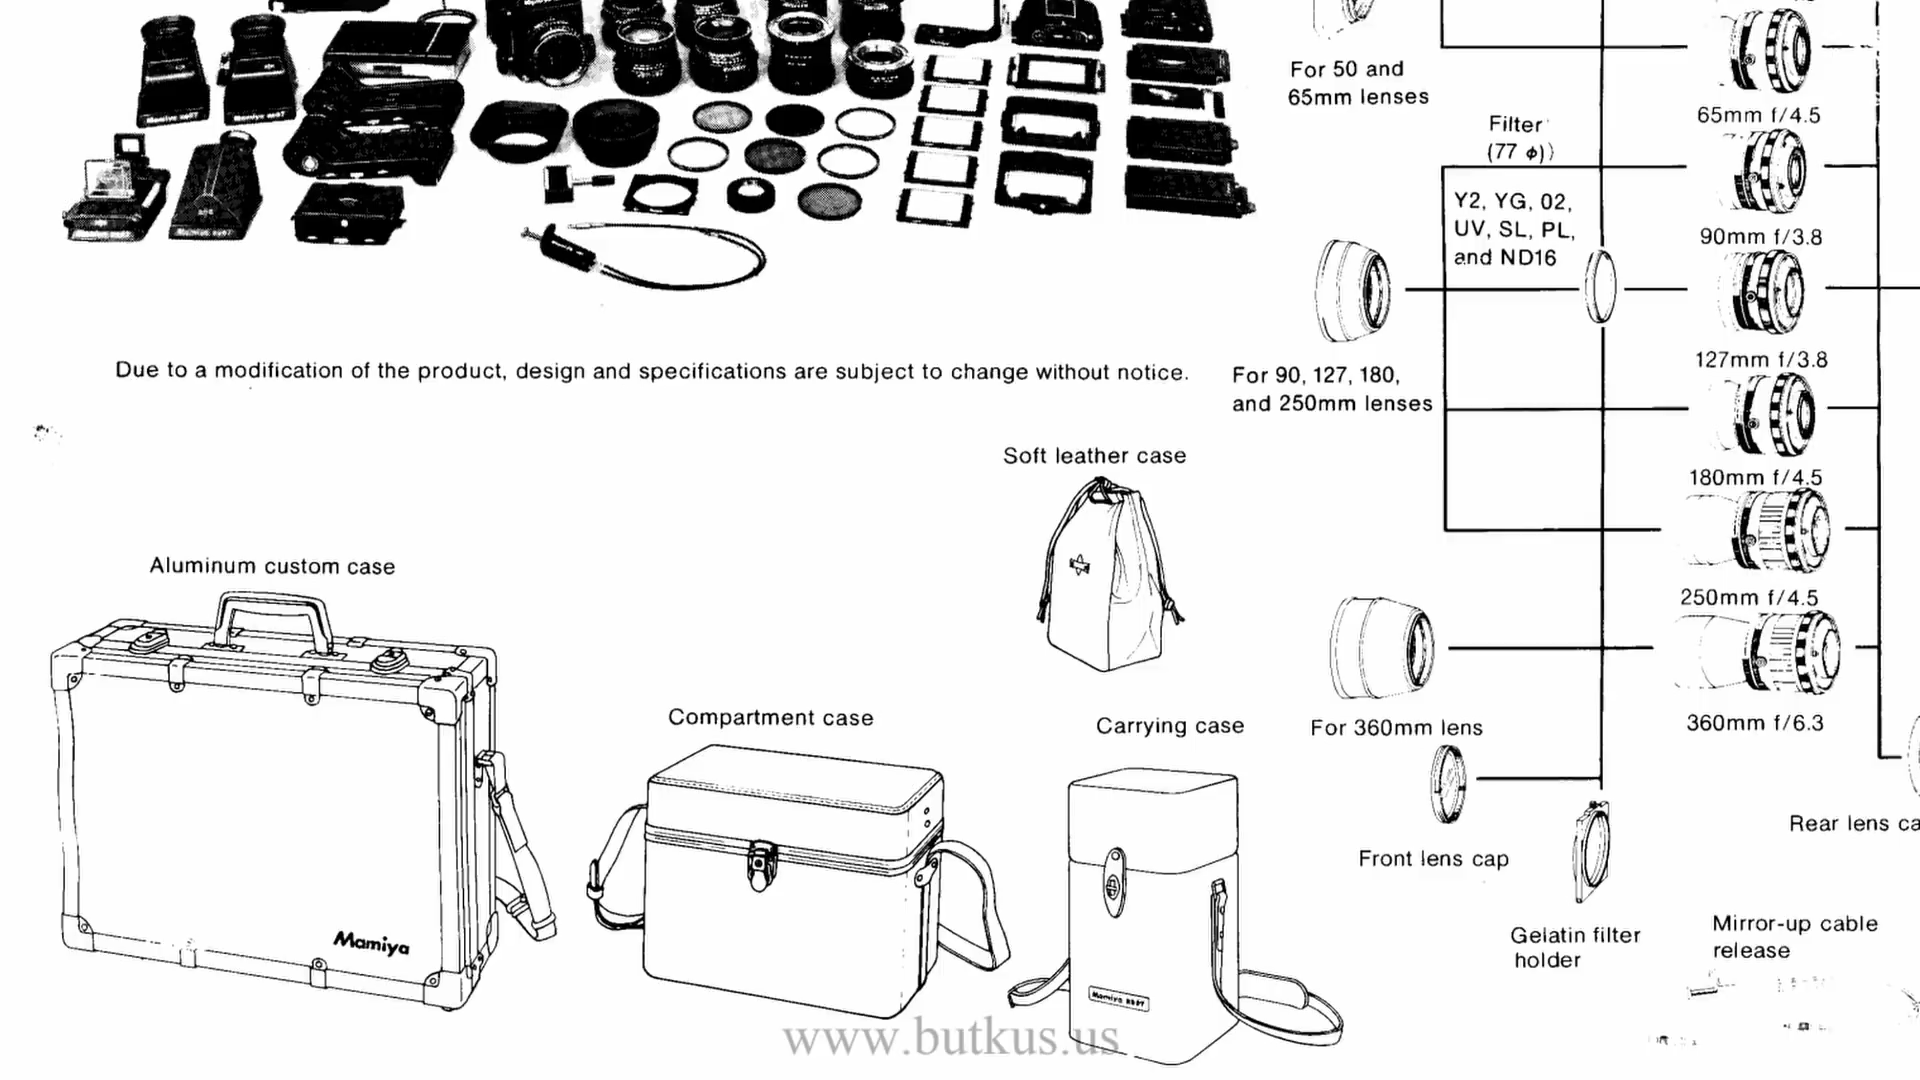 For 50 and
65mm lenses
65mm f/4.5
Filter
(77 ϕ)
Y2, YG, 02,
UV, SL, PL,
and ND16
90mm f/3.8
127mm f/3.8
Due to a modification of the product, design and specifications are subject to change without notice.
For 90, 127, 180,
and 250mm lenses
Soft leather case
180mm f/4.5
Aluminum custom case
250mm f/4.5
Compartment case
Carrying case
For 360mm lens
360mm f/6.3
Rear lens ca
Front lens cap
Mamiya
Gelatin filter
holder
Mirror-up cable
release
Mamiya RB67
www.butkus.us